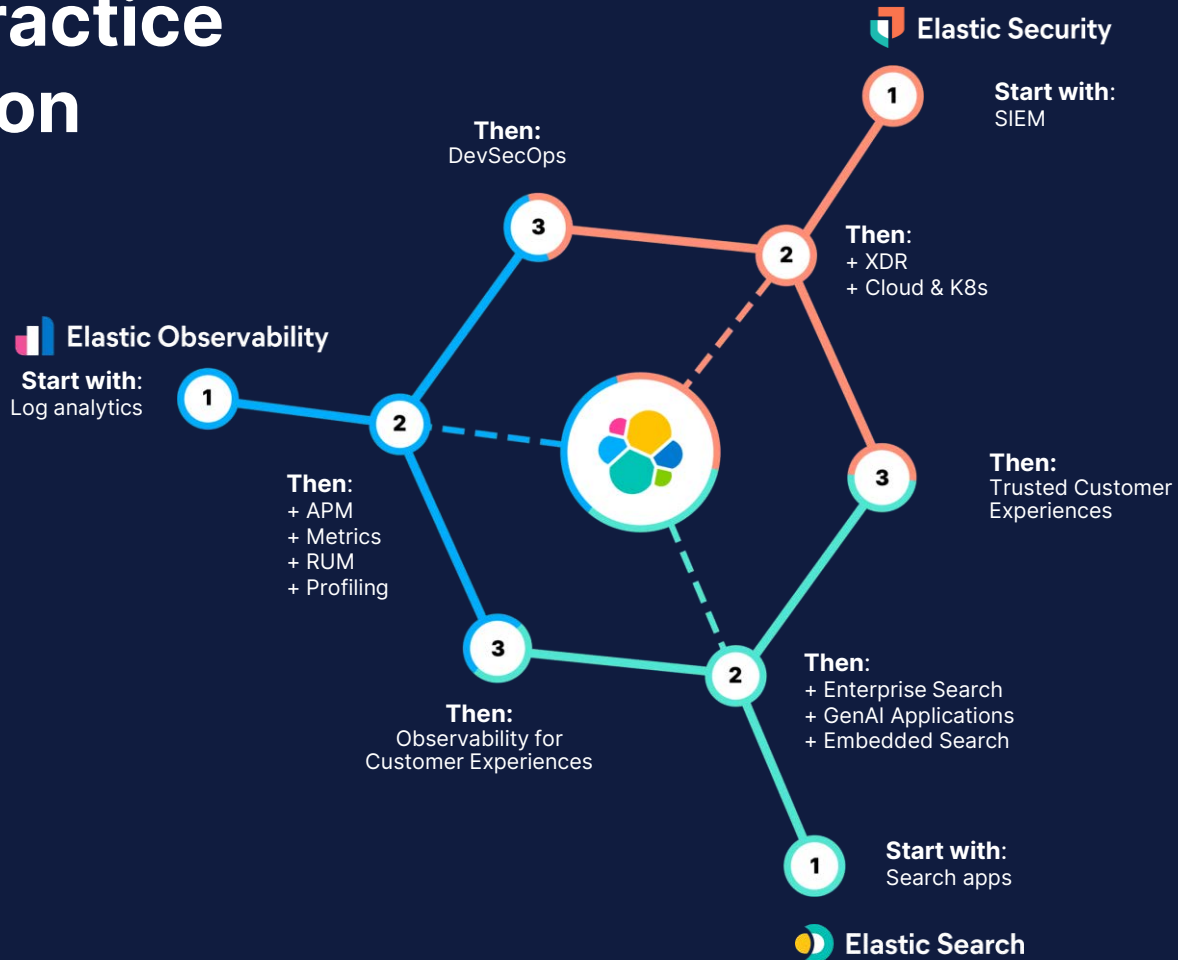 ractice
on
Elastic Security
1
Start with:
SIEM
Then:
DevSecOps
3
2
Then:
+ XDR
+ Cloud & K8s
Elastic Observability
Start with:
Log analytics
1
2
Then:
+ APM
+ Metrics
+ RUM
+ Profiling
3
Then:
Trusted Customer
Experiences
3
Then:
Observability for
Customer Experiences
2
Then:
+ Enterprise Search
+ GenAI Applications
+ Embedded Search
1
Start with:
Search apps
Elastic Search